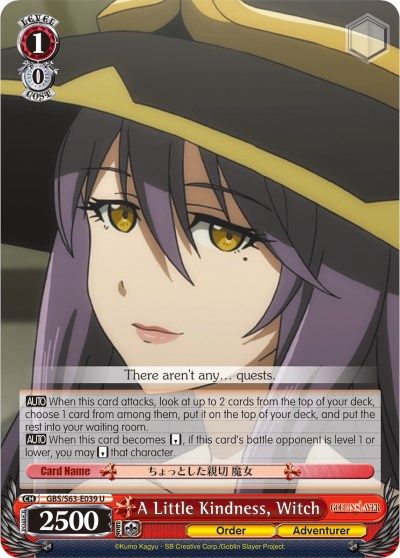 LEVEL
1
0
COST
There aren't any... quests.
AUTO When this card attacks, look at up to 2 cards from the top of your deck,
choose 1 card from among them, put it on the top of your deck, and put the
rest into your waiting room.
AUTO When this card becomes [ ], if this card's battle opponent is level 1 or
lower, you may [ ] that character.
Card Name ちょっとした親切 魔女
CH GBS/S63-E039 U
A Little Kindness, Witch
GOBLIN SLAYER
POWER 2500 SOUL
Order Adventurer
©Kumo Kagyu・SB Creative Corp./Goblin Slayer Project.